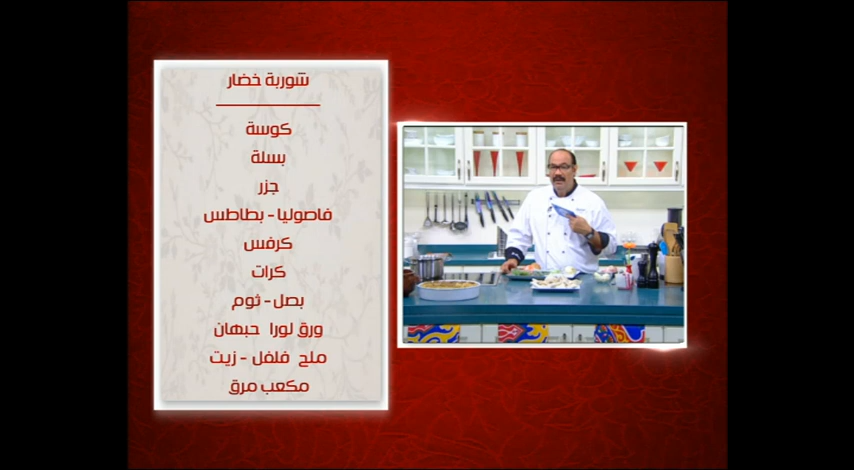 شوربة خضار
كوسة
بسلة
جزر
فاصوليا - بطاطس
كرفس
كرات
بصل - ثوم
ورق لورا حبهان
ملح فلفل - زيت
مكعب مرق